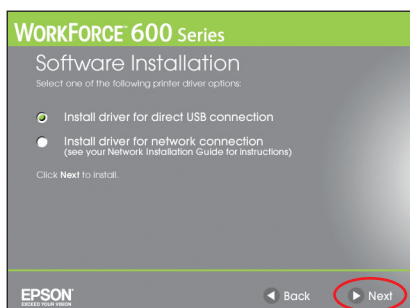 WORKFORCE™ 600 Series
Software Installation
Select one of the following printer driver options:
Install driver for direct USB connection
Install driver for network connection
(see your Network Installation Guide for Instructions)
Click Next to install.
EPSON®
EXCEED YOUR VISION
Back
Next